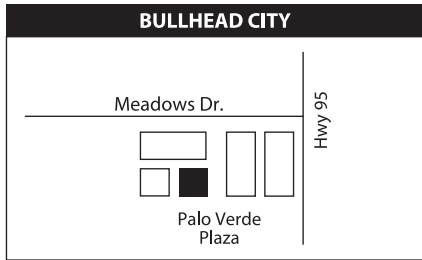 BULLHEAD CITY
Meadows Dr.
Hwy 95
Palo Verde
Plaza